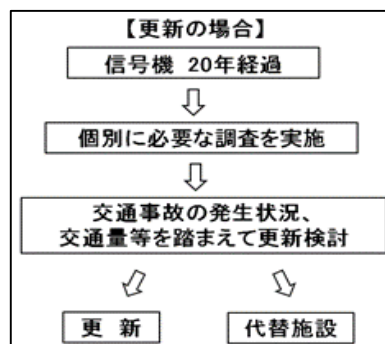 【更新の場合】
信号機 20年経過
個別に必要な調査を実施
交通事故の発生状況、
交通量等を踏まえて更新検討
更 新
代替施設